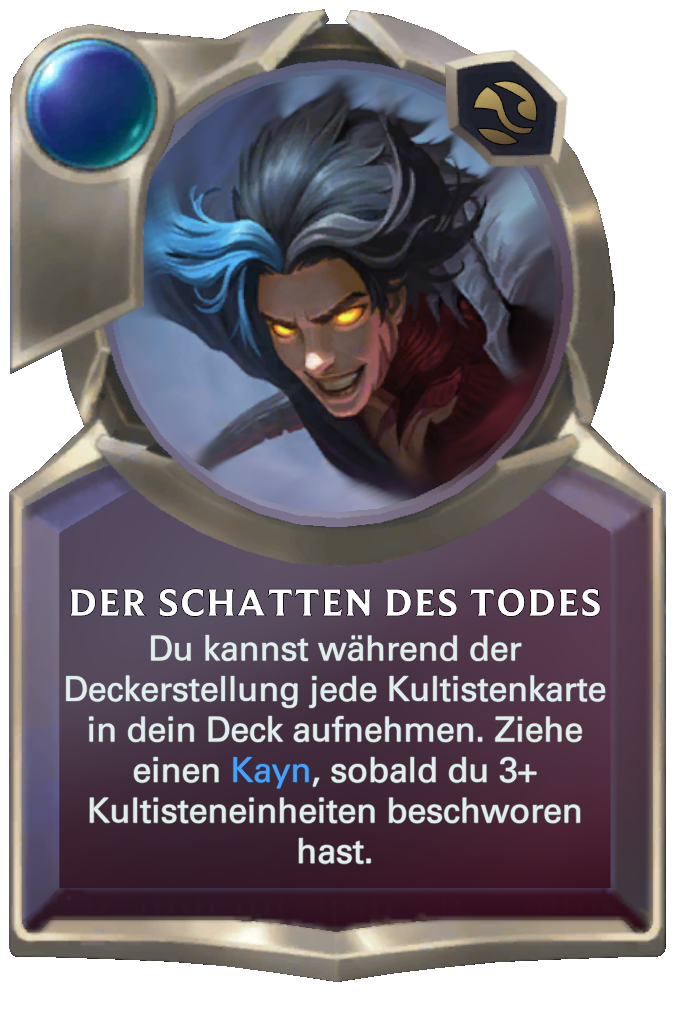 DER SCHATTEN DES TODES
Du kannst während der
Deckerstellung jede Kultistenkarte
in dein Deck aufnehmen. Ziehe
einen Kayn, sobald du 3+
Kultisteneinheiten beschworen
hast.